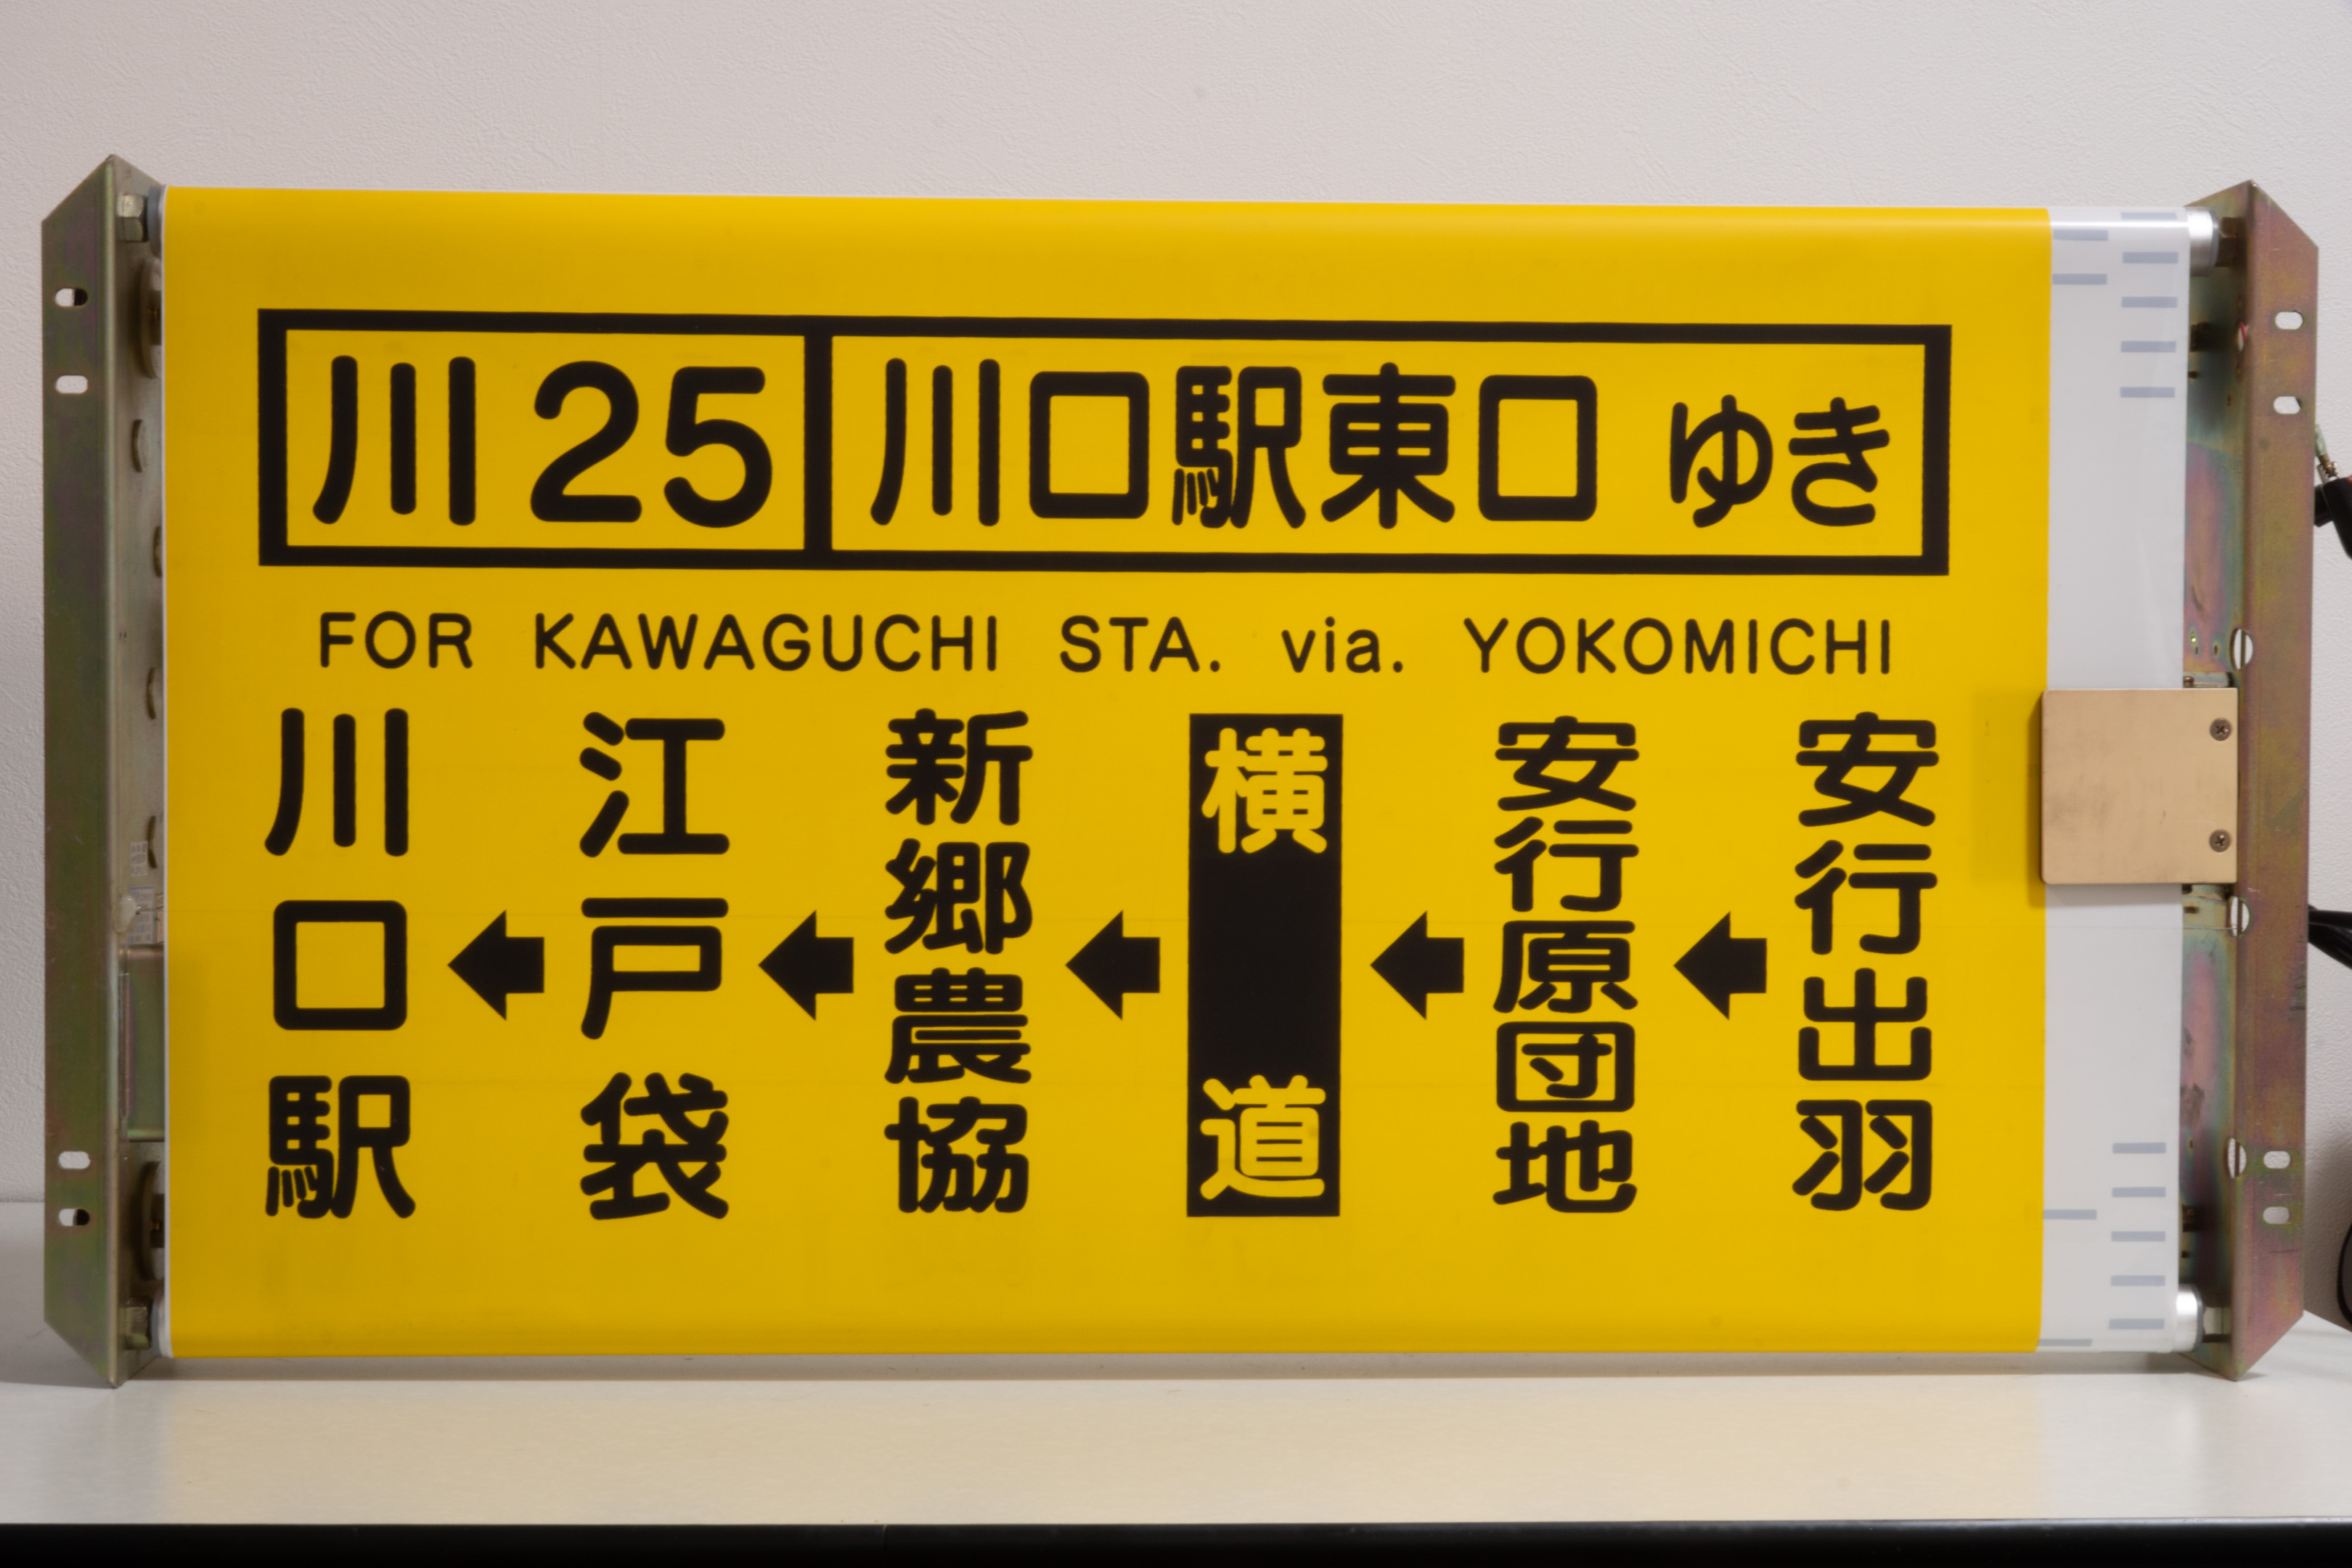 川25 川口駅東口 ゆき
FOR KAWAGUCHI STA. via. YOKOMICHI
安行出羽
安行原団地
横道
新郷農協
江戸袋
川口駅